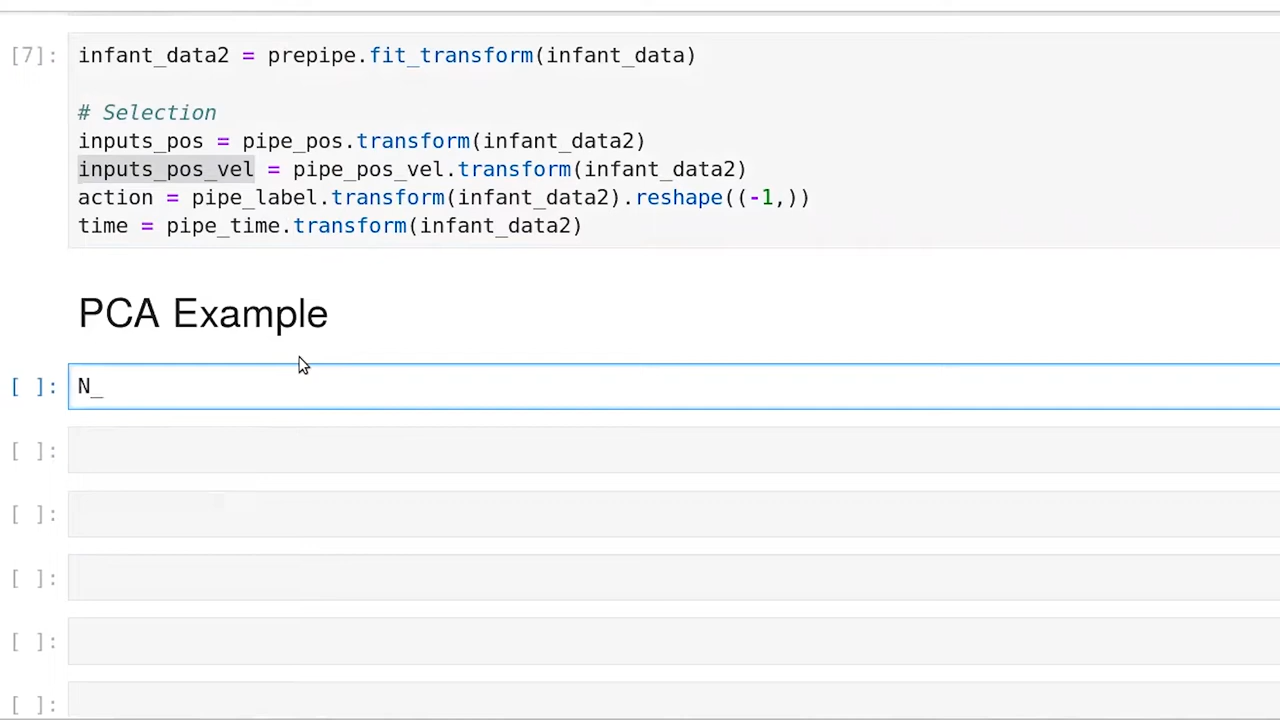 [7]: infant_data2 = prepipe.fit_transform(infant_data)
# Selection
inputs_pos = pipe_pos.transform(infant_data2)
inputs_pos_vel = pipe_pos_vel.transform(infant_data2)
action = pipe_label.transform(infant_data2).reshape((-1,))
time = pipe_time.transform(infant_data2)
PCA Example
[ ]: N_
[ ]:
[ ]:
[ ]:
[ ]:
[ ]: